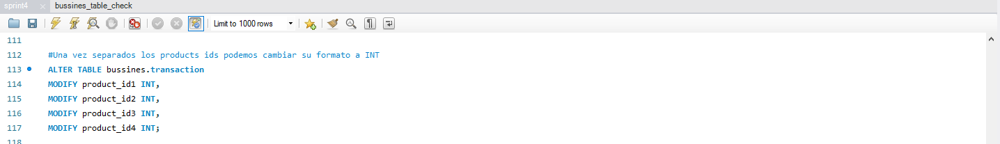 sprint4
bussines_table_check
Limit to 1000 rows
111
112 #Una vez separados los products ids podemos cambiar su formato a INT
113 ALTER TABLE bussines.transaction
114 MODIFY product_id1 INT,
115 MODIFY product_id2 INT,
116 MODIFY product_id3 INT,
117 MODIFY product_id4 INT;
118